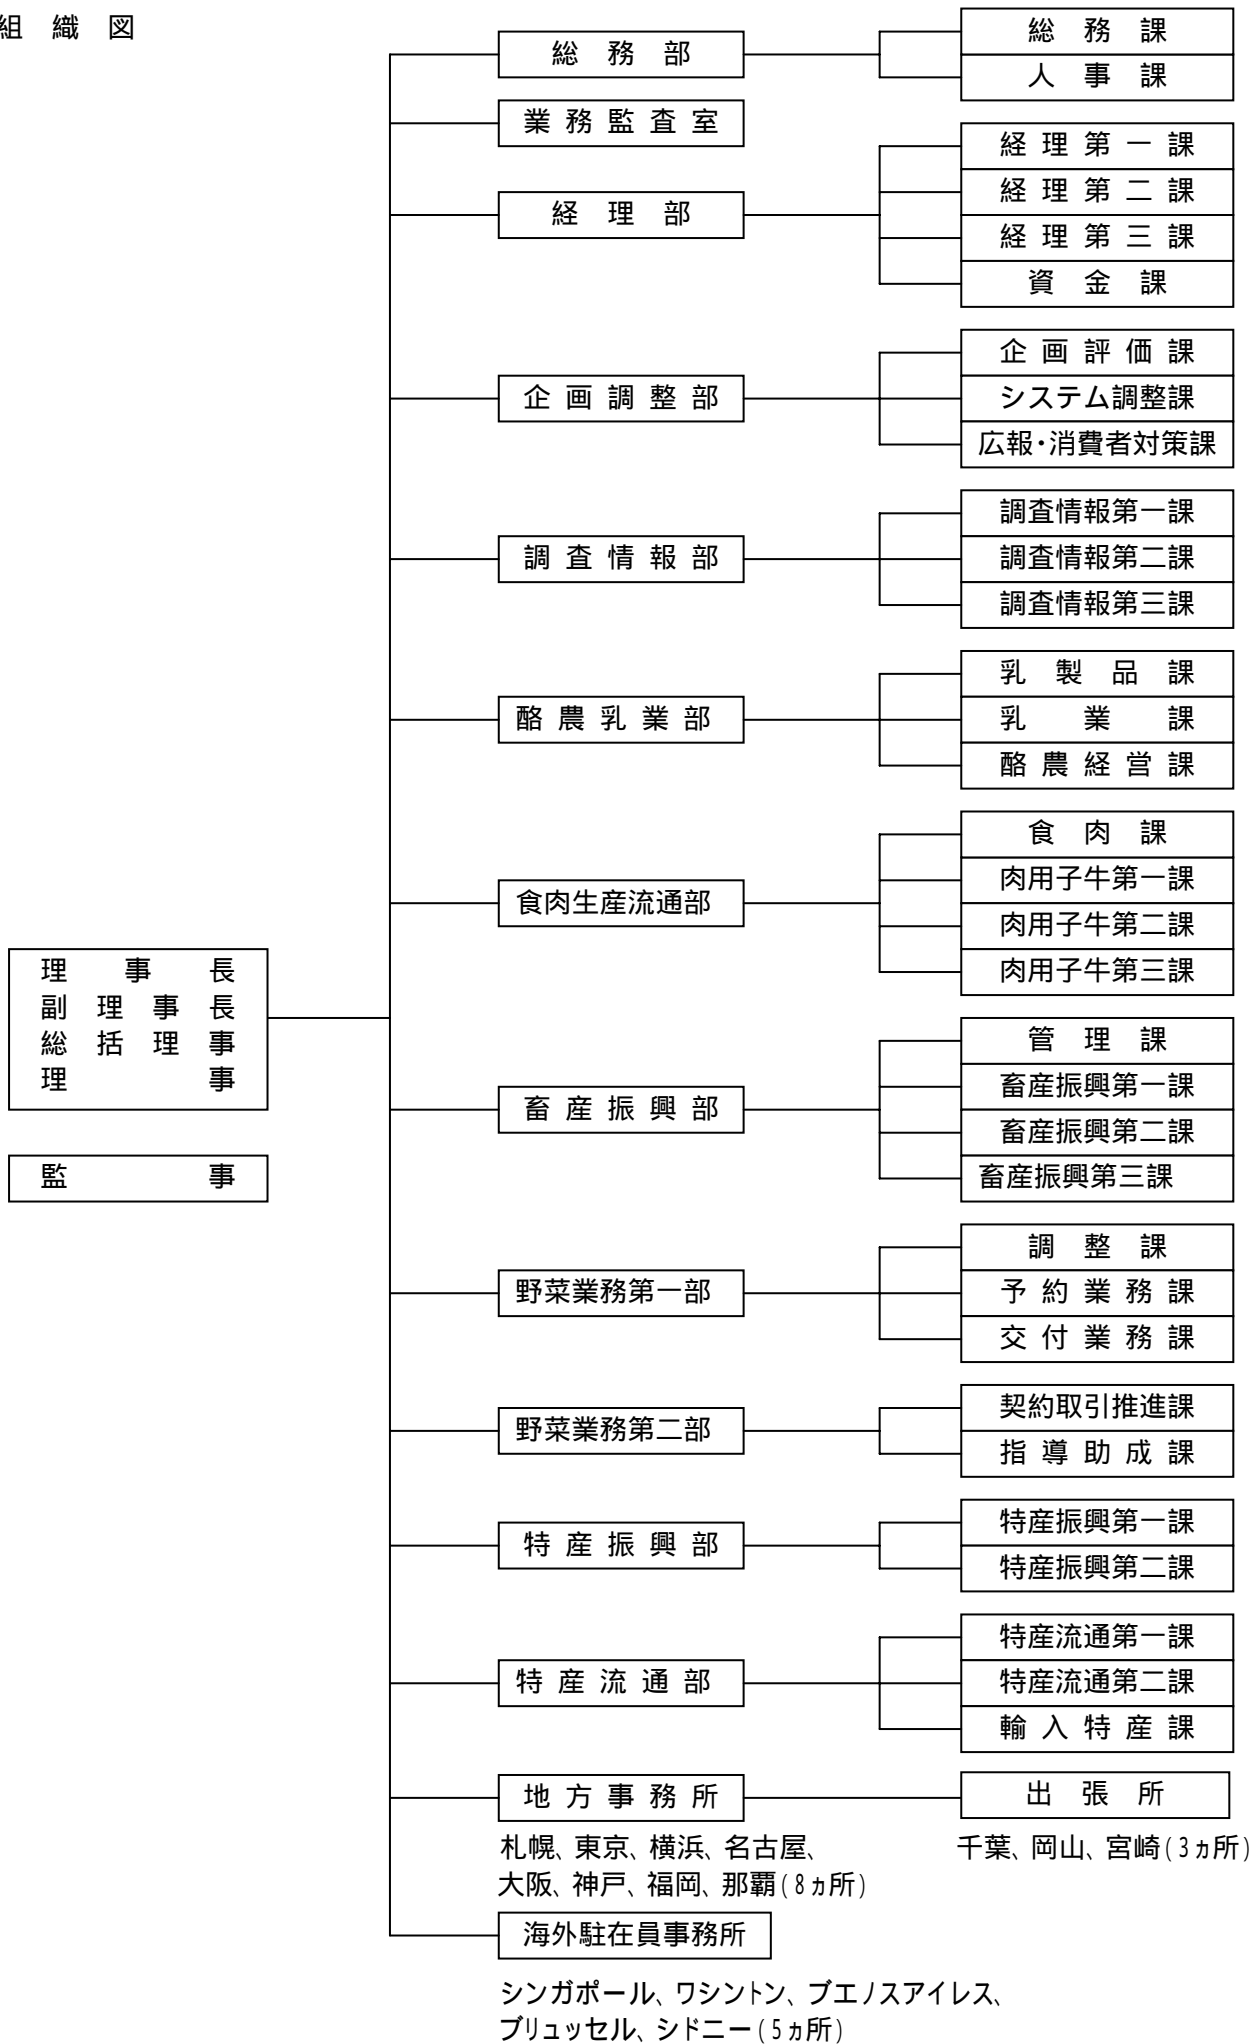 組織図
総務部
総務課
人事課
業務監査室
経理部
経理第一課
経理第二課
経理第三課
資金課
企画調整部
企画評価課
システム調整課
広報・消費者対策課
調査情報部
調査情報第一課
調査情報第二課
調査情報第三課
酪農乳業部
乳製品課
乳業課
酪農経営課
食肉生産流通部
食肉課
肉用子牛第一課
肉用子牛第二課
肉用子牛第三課
理事長
副理事長
総括理事
理事
監事
畜産振興部
管理課
畜産振興第一課
畜産振興第二課
畜産振興第三課
野菜業務第一部
調整課
予約業務課
交付業務課
野菜業務第二部
契約取引推進課
指導助成課
特産振興部
特産振興第一課
特産振興第二課
特産流通部
特産流通第一課
特産流通第二課
輸入特産課
地方事務所
札幌、東京、横浜、名古屋、
大阪、神戸、福岡、那覇(8ヵ所)
出張所
千葉、岡山、宮崎(3ヵ所)
海外駐在員事務所
シンガポール、ワシントン、ブエノスアイレス、
ブリュッセル、シドニー(5ヵ所)